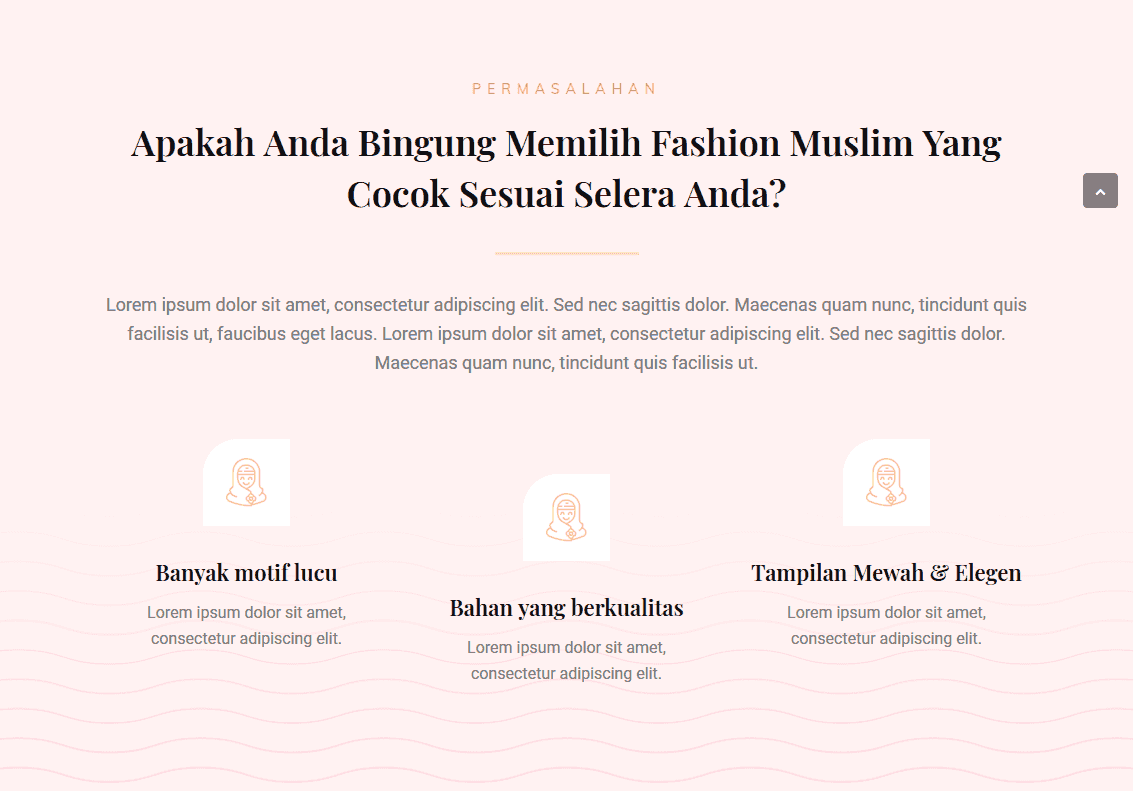 PERMASALAHAN
Apakah Anda Bingung Memilih Fashion Muslim Yang
Cocok Sesuai Selera Anda?
Lorem ipsum dolor sit amet, consectetur adipiscing elit. Sed nec sagittis dolor. Maecenas quam nunc, tincidunt quis
facilisis ut, faucibus eget lacus. Lorem ipsum dolor sit amet, consectetur adipiscing elit. Sed nec sagittis dolor.
Maecenas quam nunc, tincidunt quis facilisis ut.
Banyak motif lucu
Lorem ipsum dolor sit amet,
consectetur adipiscing elit.
Bahan yang berkualitas
Lorem ipsum dolor sit amet,
consectetur adipiscing elit.
Tampilan Mewah & Elegen
Lorem ipsum dolor sit amet,
consectetur adipiscing elit.